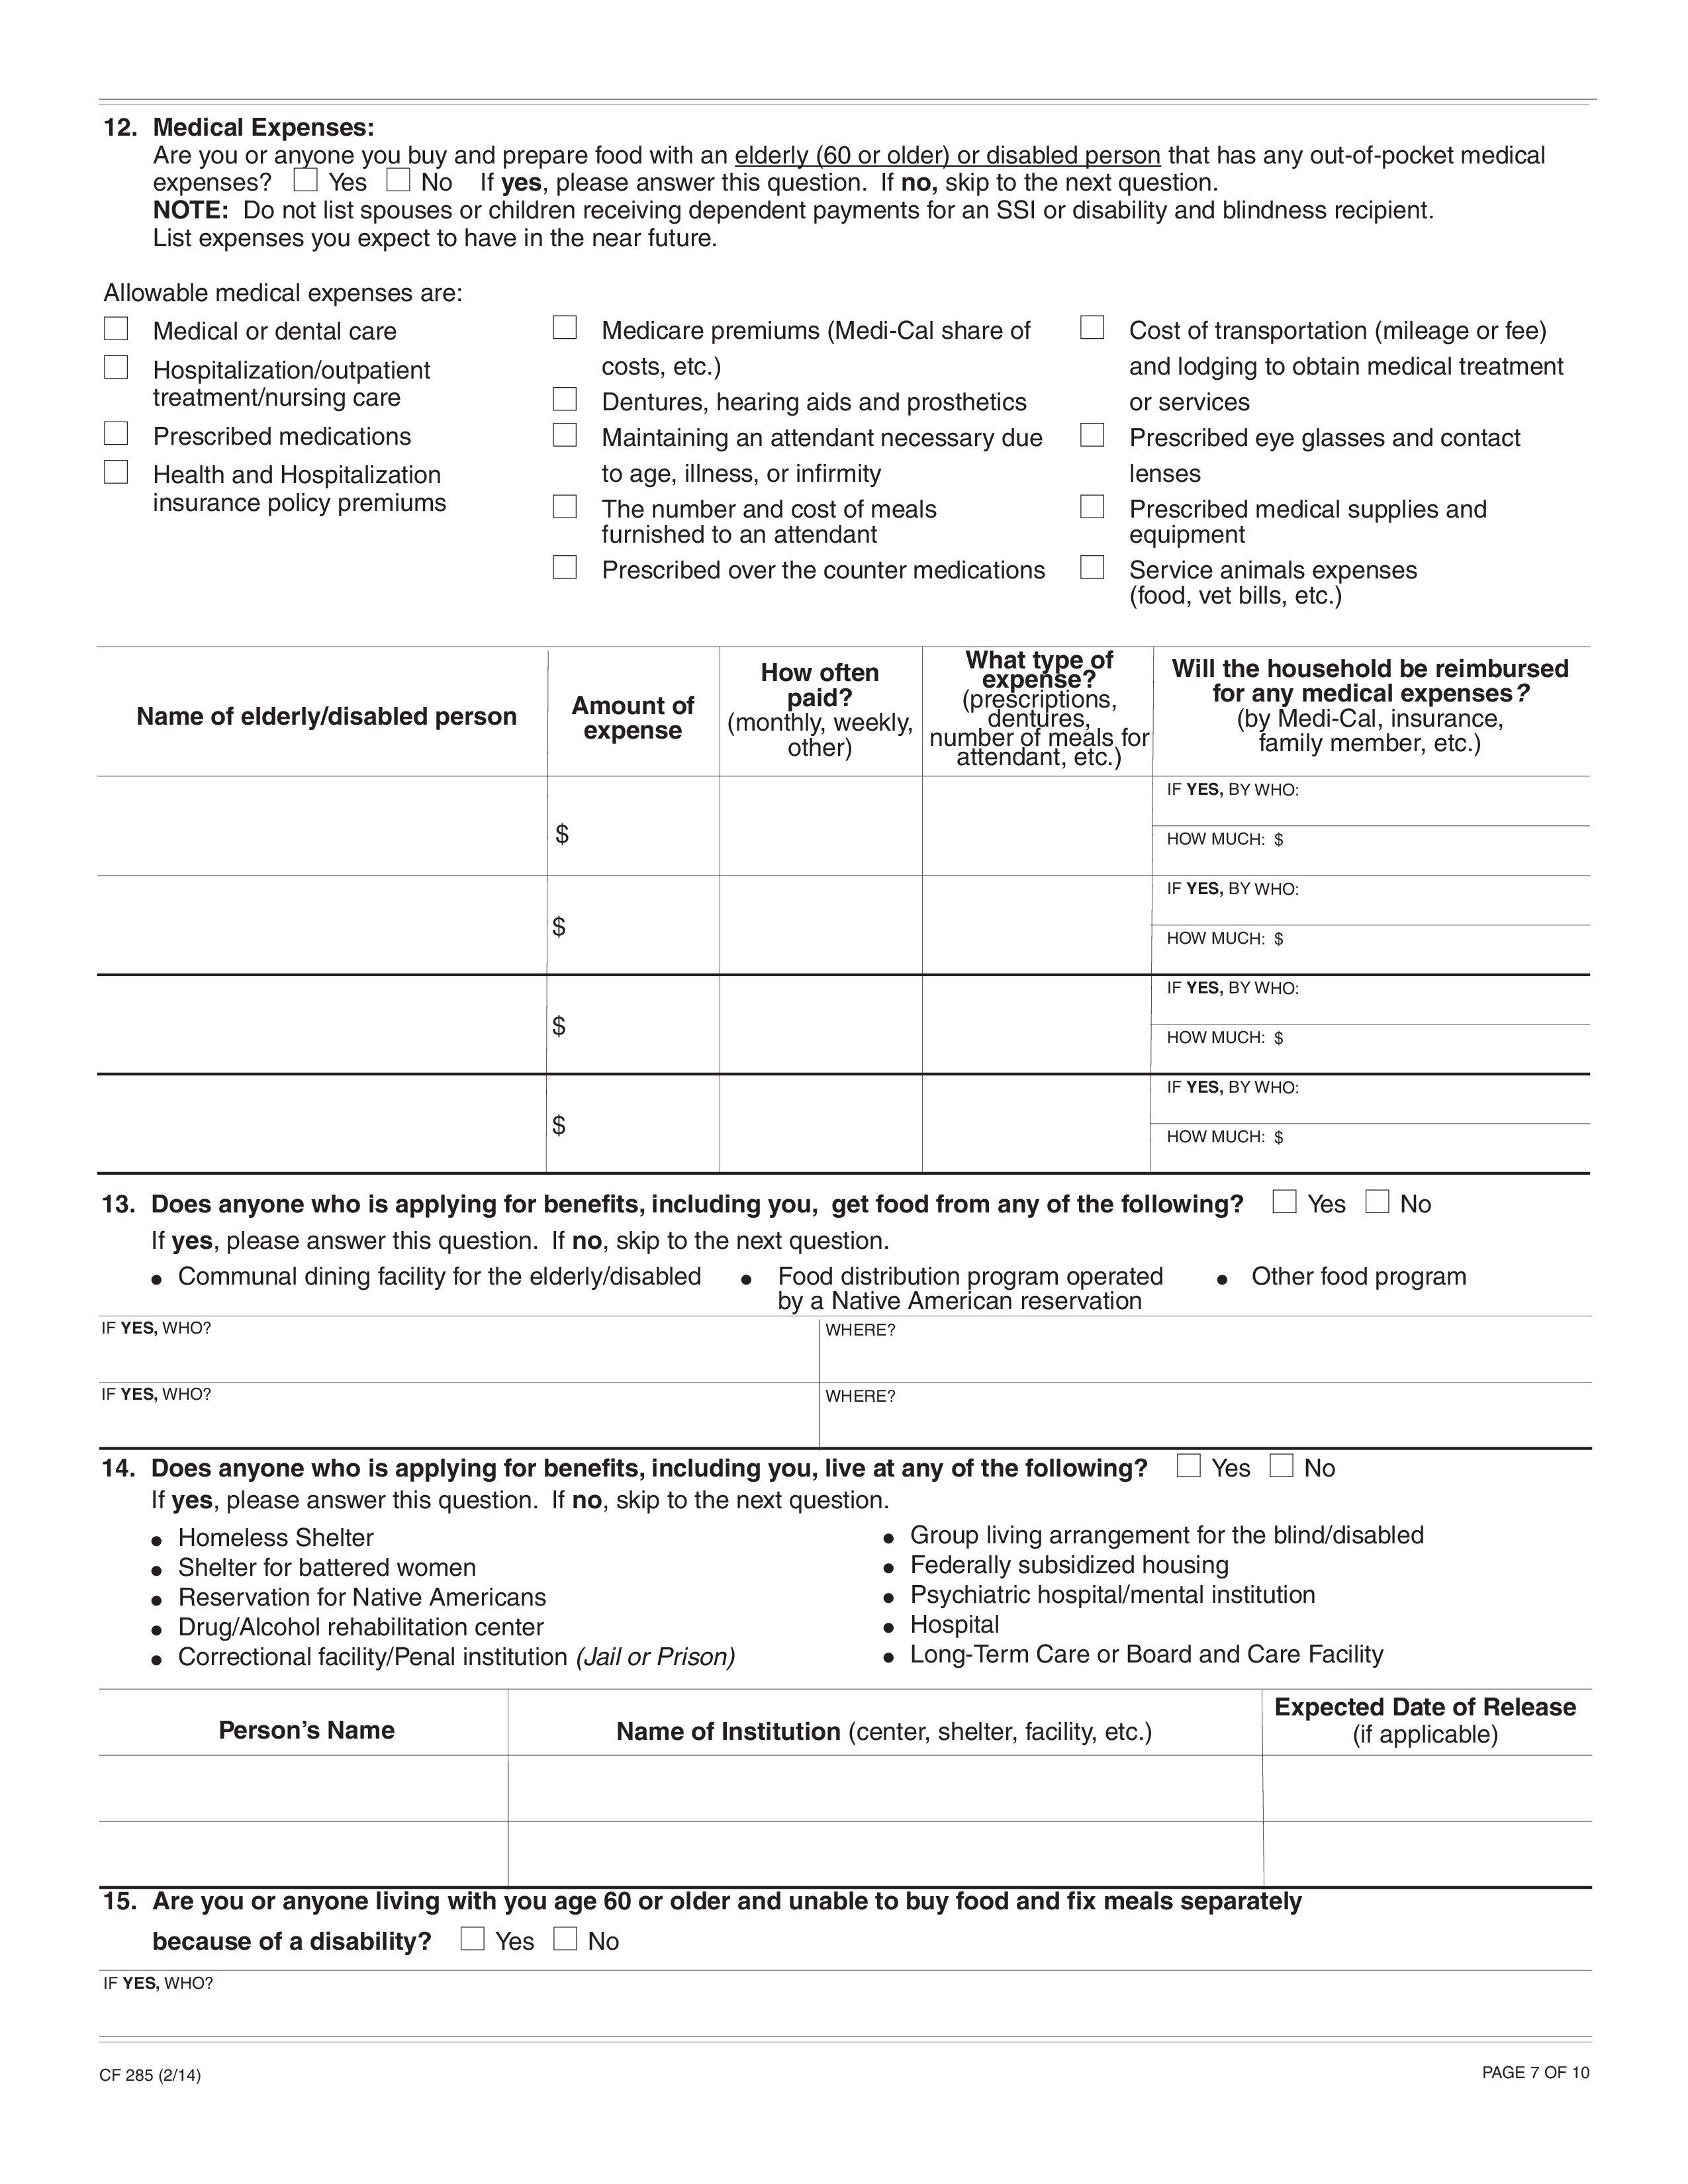 12. Medical Expenses:
Are you or anyone you buy and prepare food with an elderly (60 or older) or disabled person that has any out-of-pocket medical
expenses? Yes No If yes, please answer this question. If no, skip to the next question.
NOTE: Do not list spouses or children receiving dependent payments for an SSI or disability and blindness recipient.
List expenses you expect to have in the near future.
Allowable medical expenses are:
Medical or dental care
Hospitalization/outpatient
treatment/nursing care
Prescribed medications
Health and Hospitalization
insurance policy premiums
Medicare premiums (Medi-Cal share of
costs, etc.)
Dentures, hearing aids and prosthetics
Maintaining an attendant necessary due
to age, illness, or infirmity
The number and cost of meals
furnished to an attendant
Prescribed over the counter medications
Cost of transportation (mileage or fee)
and lodging to obtain medical treatment
or services
Prescribed eye glasses and contact
lenses
Prescribed medical supplies and
equipment
Service animals expenses
(food, vet bills, etc.)
Name of elderly/disabled person
Amount of
expense
How often
paid?
(monthly, weekly,
other)
What type of
expense?
(prescriptions,
dentures,
number of meals for
attendant, etc.)
Will the household be reimbursed
for any medical expenses?
(by Medi-Cal, insurance,
family member, etc.)
$
IF YES, BY WHO:
HOW MUCH: $
$
IF YES, BY WHO:
HOW MUCH: $
$
IF YES, BY WHO:
HOW MUCH: $
$
IF YES, BY WHO:
HOW MUCH: $
13. Does anyone who is applying for benefits, including you, get food from any of the following? Yes No
If yes, please answer this question. If no, skip to the next question.
• Communal dining facility for the elderly/disabled
• Food distribution program operated
by a Native American reservation
• Other food program
IF YES, WHO?
WHERE?
IF YES, WHO?
WHERE?
14. Does anyone who is applying for benefits, including you, live at any of the following? Yes No
If yes, please answer this question. If no, skip to the next question.
• Homeless Shelter
• Shelter for battered women
• Reservation for Native Americans
• Drug/Alcohol rehabilitation center
• Correctional facility/Penal institution (Jail or Prison)
• Group living arrangement for the blind/disabled
• Federally subsidized housing
• Psychiatric hospital/mental institution
• Hospital
• Long-Term Care or Board and Care Facility
Person's Name
Name of Institution (center, shelter, facility, etc.)
Expected Date of Release
(if applicable)
15. Are you or anyone living with you age 60 or older and unable to buy food and fix meals separately
because of a disability? Yes No
IF YES, WHO?
CF 285 (2/14)
PAGE 7 OF 10